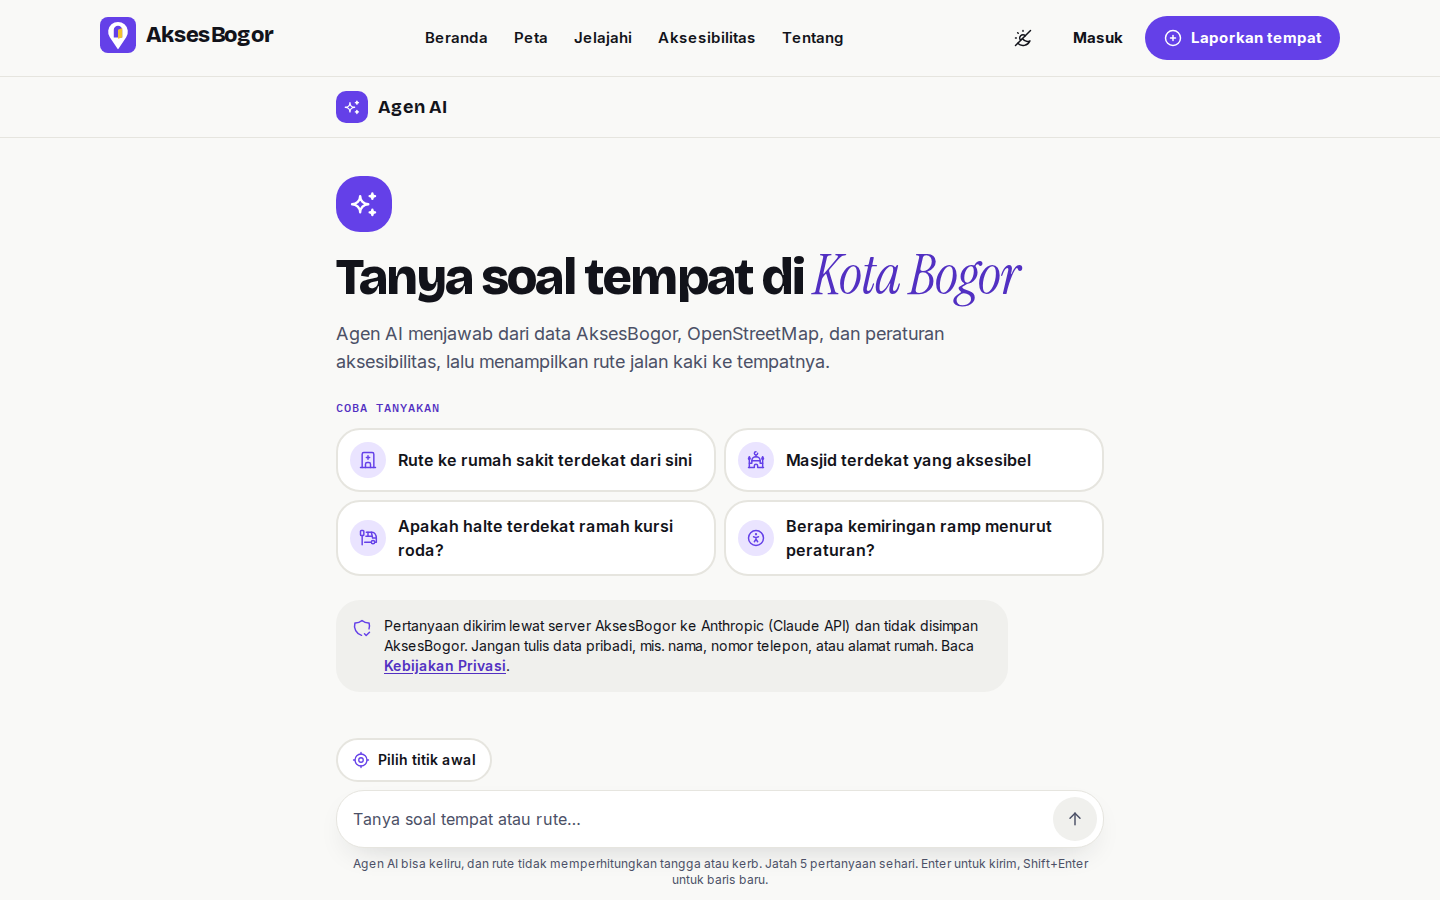 AksesBogor
Beranda
Peta
Jelajahi
Aksesibilitas
Tentang
Masuk
Laporkan tempat
Agen AI
Tanya soal tempat di Kota Bogor
Agen AI menjawab dari data AksesBogor, OpenStreetMap, dan peraturan
aksesibilitas, lalu menampilkan rute jalan kaki ke tempatnya.
COBA TANYAKAN
Rute ke rumah sakit terdekat dari sini
Masjid terdekat yang aksesibel
Apakah halte terdekat ramah kursi
roda?
Berapa kemiringan ramp menurut
peraturan?
Pertanyaan dikirim lewat server AksesBogor ke Anthropic (Claude API) dan tidak disimpan
AksesBogor. Jangan tulis data pribadi, mis. nama, nomor telepon, atau alamat rumah. Baca
Kebijakan Privasi.
Pilih titik awal
Tanya soal tempat atau rute...
Agen AI bisa keliru, dan rute tidak memperhitungkan tangga atau kerb. Jatah 5 pertanyaan sehari. Enter untuk kirim, Shift+Enter
untuk baris baru.